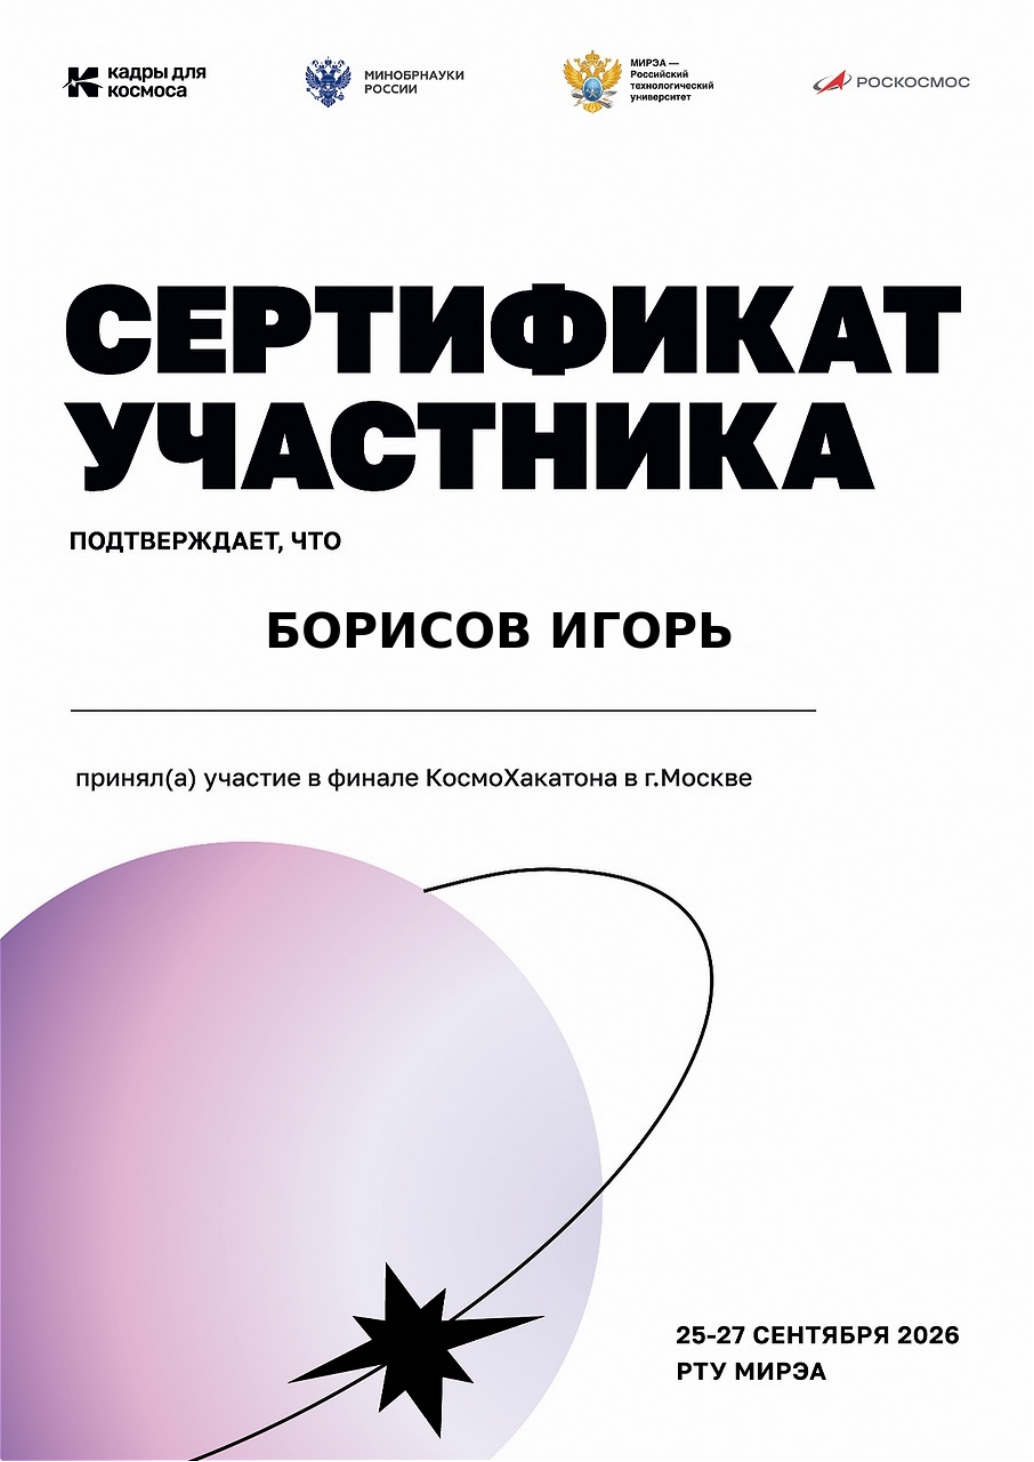 кадры для
космоса
МИНОБРНАУКИ
РОССИИ
МИРЭА —
Российский
технологический
университет
РОСКОСМОС
СЕРТИФИКАТ
УЧАСТНИКА
ПОДТВЕРЖДАЕТ, ЧТО
БОРИСОВ ИГОРЬ
принял(а) участие в финале КосмоХакатона в г.Москве
25-27 СЕНТЯБРЯ 2026
РТУ МИРЭА